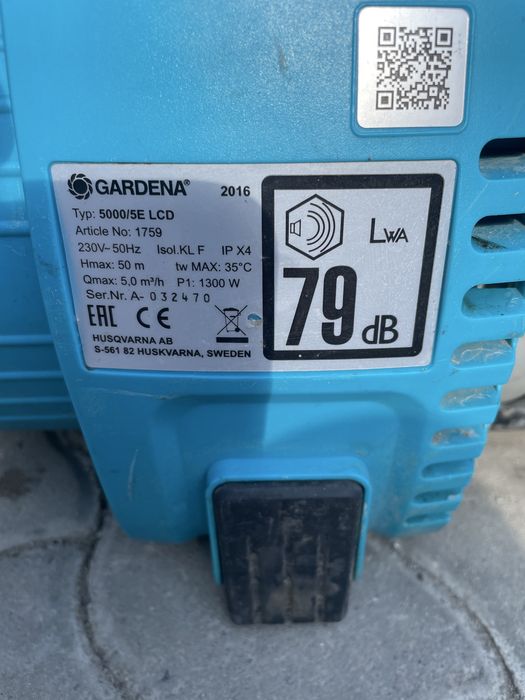 GARDENA® 2016
Typ: 5000/5E LCD
Article No: 1759
230V~50Hz Isol.KL F IP X4
Hmax: 50 m tw MAX: 35°C
Qmax: 5,0 m³/h P1: 1300 W
Ser.Nr. A- 032470
EAC CE
HUSQVARNA AB
S-561 82 HUSKVARNA, SWEDEN
LWA
79 dB